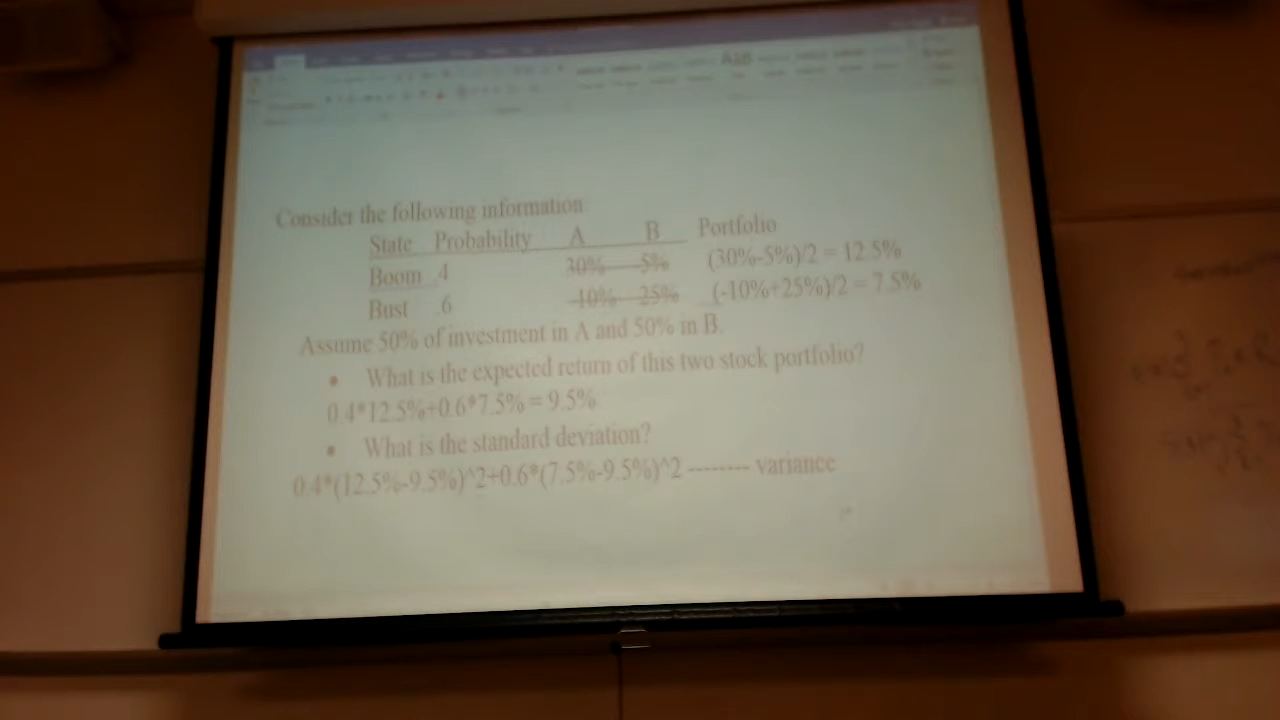 Consider the following information
State Probability A B Portfolio
Boom .4 30% -5% (30%-5%)/2 = 12.5%
Bust .6 -10% 25% (-10%+25%)/2 = 7.5%
Assume 50% of investment in A and 50% in B.
• What is the expected return of this two stock portfolio?
0.4*12.5%+0.6*7.5% = 9.5%
• What is the standard deviation?
0.4*(12.5%-9.5%)^2+0.6*(7.5%-9.5%)^2 -------- variance